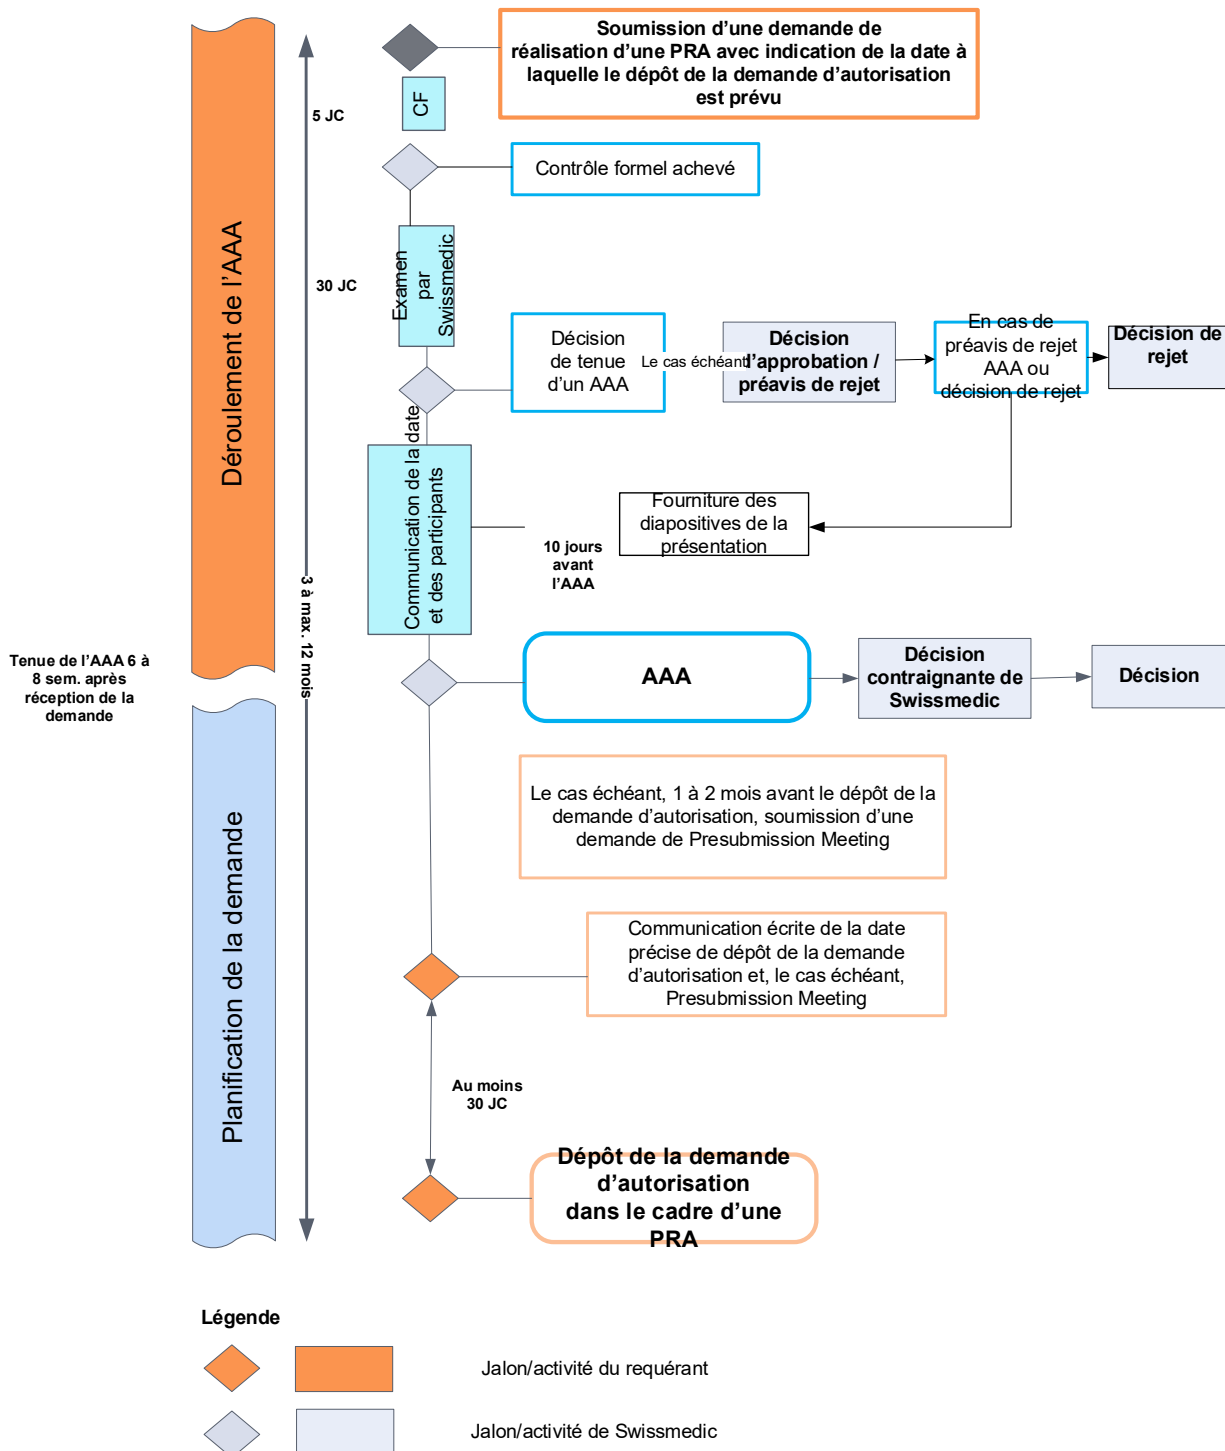 Soumission d'une demande de
réalisation d'une PRA avec indication de la date à
laquelle le dépôt de la demande d'autorisation
est prévu
CF
5 JC
Contrôle formel achevé
Déroulement de l'AAA
Examen
par
Swissmedic
30 JC
Décision
de tenue
d'un AAA
Le cas échéant
Décision
d'approbation /
préavis de rejet
En cas de
préavis de rejet
AAA ou
décision de rejet
Décision de
rejet
Communication de la date
et des participants
Fourniture des
diapositives de la
présentation
10 jours
avant
l'AAA
3 à max. 12 mois
Tenue de l'AAA 6 à
8 sem. après
réception de la
demande
AAA
Décision
contraignante de
Swissmedic
Décision
Planification de la demande
Le cas échéant, 1 à 2 mois avant le dépôt de la
demande d'autorisation, soumission d'une
demande de Presubmission Meeting
Communication écrite de la date
précise de dépôt de la demande
d'autorisation et, le cas échéant,
Presubmission Meeting
Au moins
30 JC
Dépôt de la demande
d'autorisation
dans le cadre d'une
PRA
Légende
Jalon/activité du requérant
Jalon/activité de Swissmedic